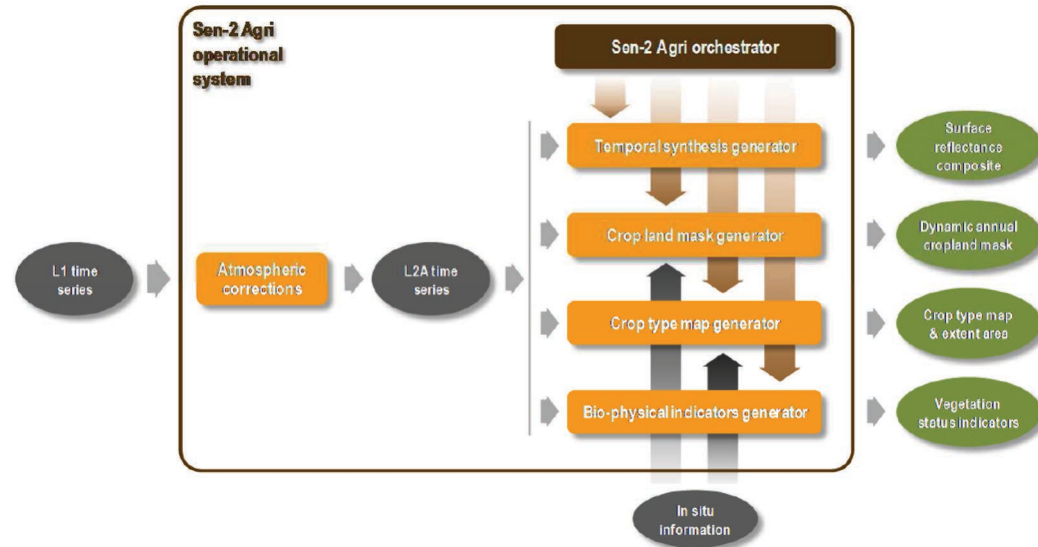 Sen-2 Agri
operational
system
Sen-2 Agri orchestrator
Temporal synthesis generator
Surface
reflectance
composite
Crop land mask generator
Dynamic annual
cropland mask
L1 time
series
Atmospheric
corrections
L2A time
series
Crop type map generator
Crop type map
& extent area
Bio-physical indicators generator
Vegetation
status indicators
In situ
information